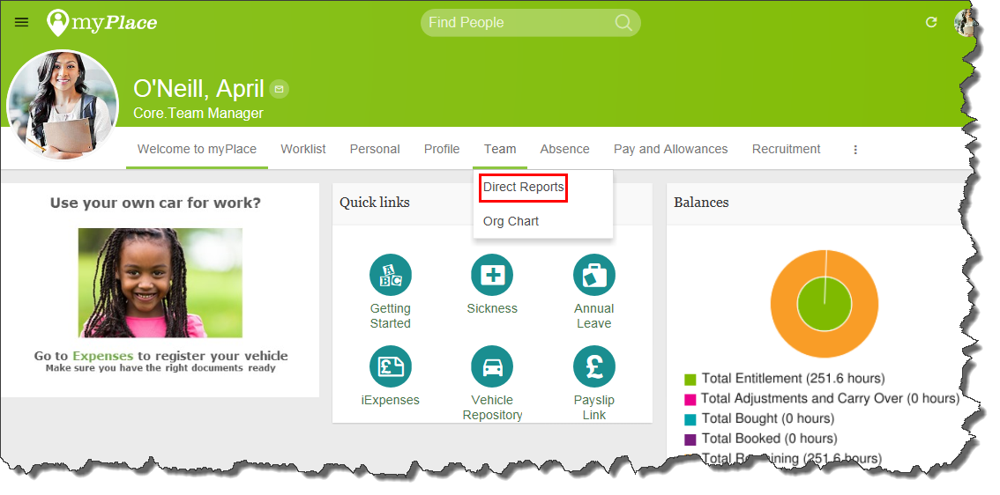 myPlace
Find People
O'Neill, April
Core.Team Manager
Welcome to myPlace Worklist Personal Profile Team Absence Pay and Allowances Recruitment
Direct Reports
Org Chart
Use your own car for work?
Go to Expenses to register your vehicle
Make sure you have the right documents ready
Quick links
A
B C
Getting
Started
Sickness
Annual
Leave
£
iExpenses
Vehicle
Repository
£
Payslip
Link
Balances
Total Entitlement (251.6 hours)
Total Adjustments and Carry Over (0 hours)
Total Bought (0 hours)
Total Booked (0 hours)
Total Remaining (251.6 hours)